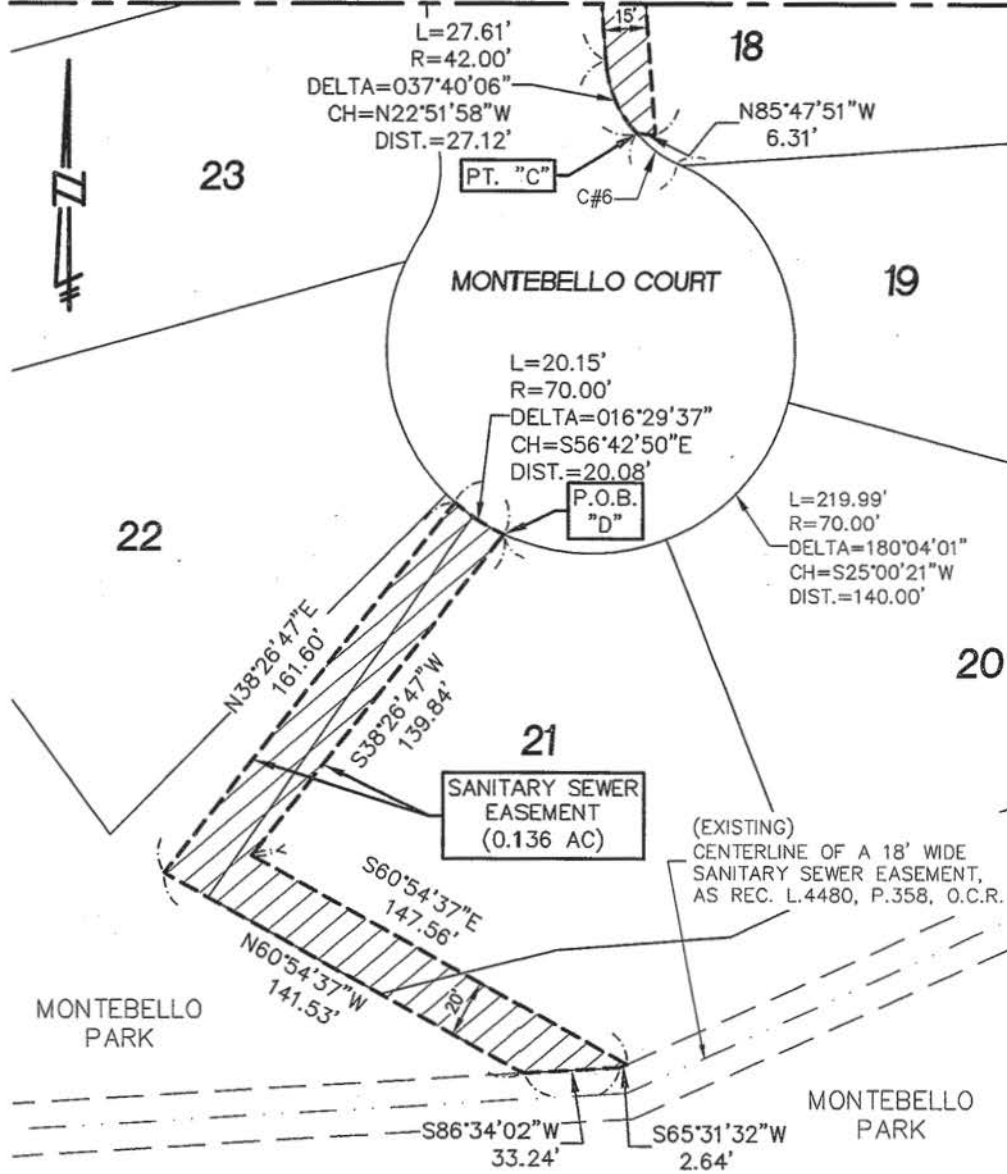 L=27.61'
R=42.00'
DELTA=037°40'06"
CH=N22°51'58"W
DIST.=27.12'
15'
18
N85°47'51"W
6.31'
23
PT. "C"
C#6
N
MONTEBELLO COURT
19
L=20.15'
R=70.00'
DELTA=016°29'37"
CH=S56°42'50"E
DIST.=20.08'
P.O.B.
"D"
L=219.99'
R=70.00'
DELTA=180°04'01"
CH=S25°00'21"W
DIST.=140.00'
22
N38°26'47"E
161.60'
S38°26'47"W
139.84'
20
21
SANITARY SEWER
EASEMENT
(0.136 AC)
(EXISTING)
CENTERLINE OF A 18' WIDE
SANITARY SEWER EASEMENT,
AS REC. L.4480, P.358, O.C.R.
S60°54'37"E
147.56'
N60°54'37"W
141.53'
20'
MONTEBELLO
PARK
MONTEBELLO
PARK
S86°34'02"W
33.24'
S65°31'32"W
2.64'